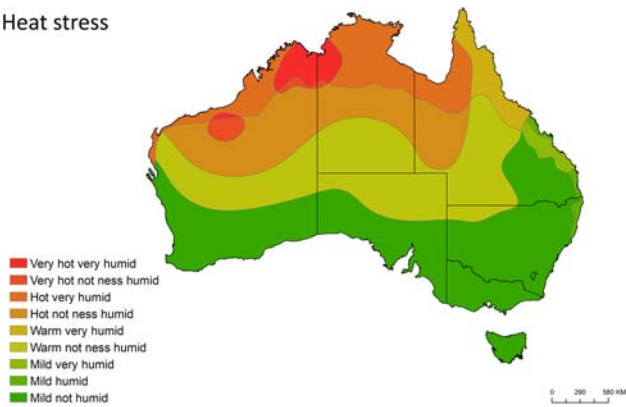 Heat stress
Very hot very humid
Very hot not ness humid
Hot very humid
Hot not ness humid
Warm very humid
Warm not ness humid
Mild very humid
Mild humid
Mild not humid
0 290 580 KM